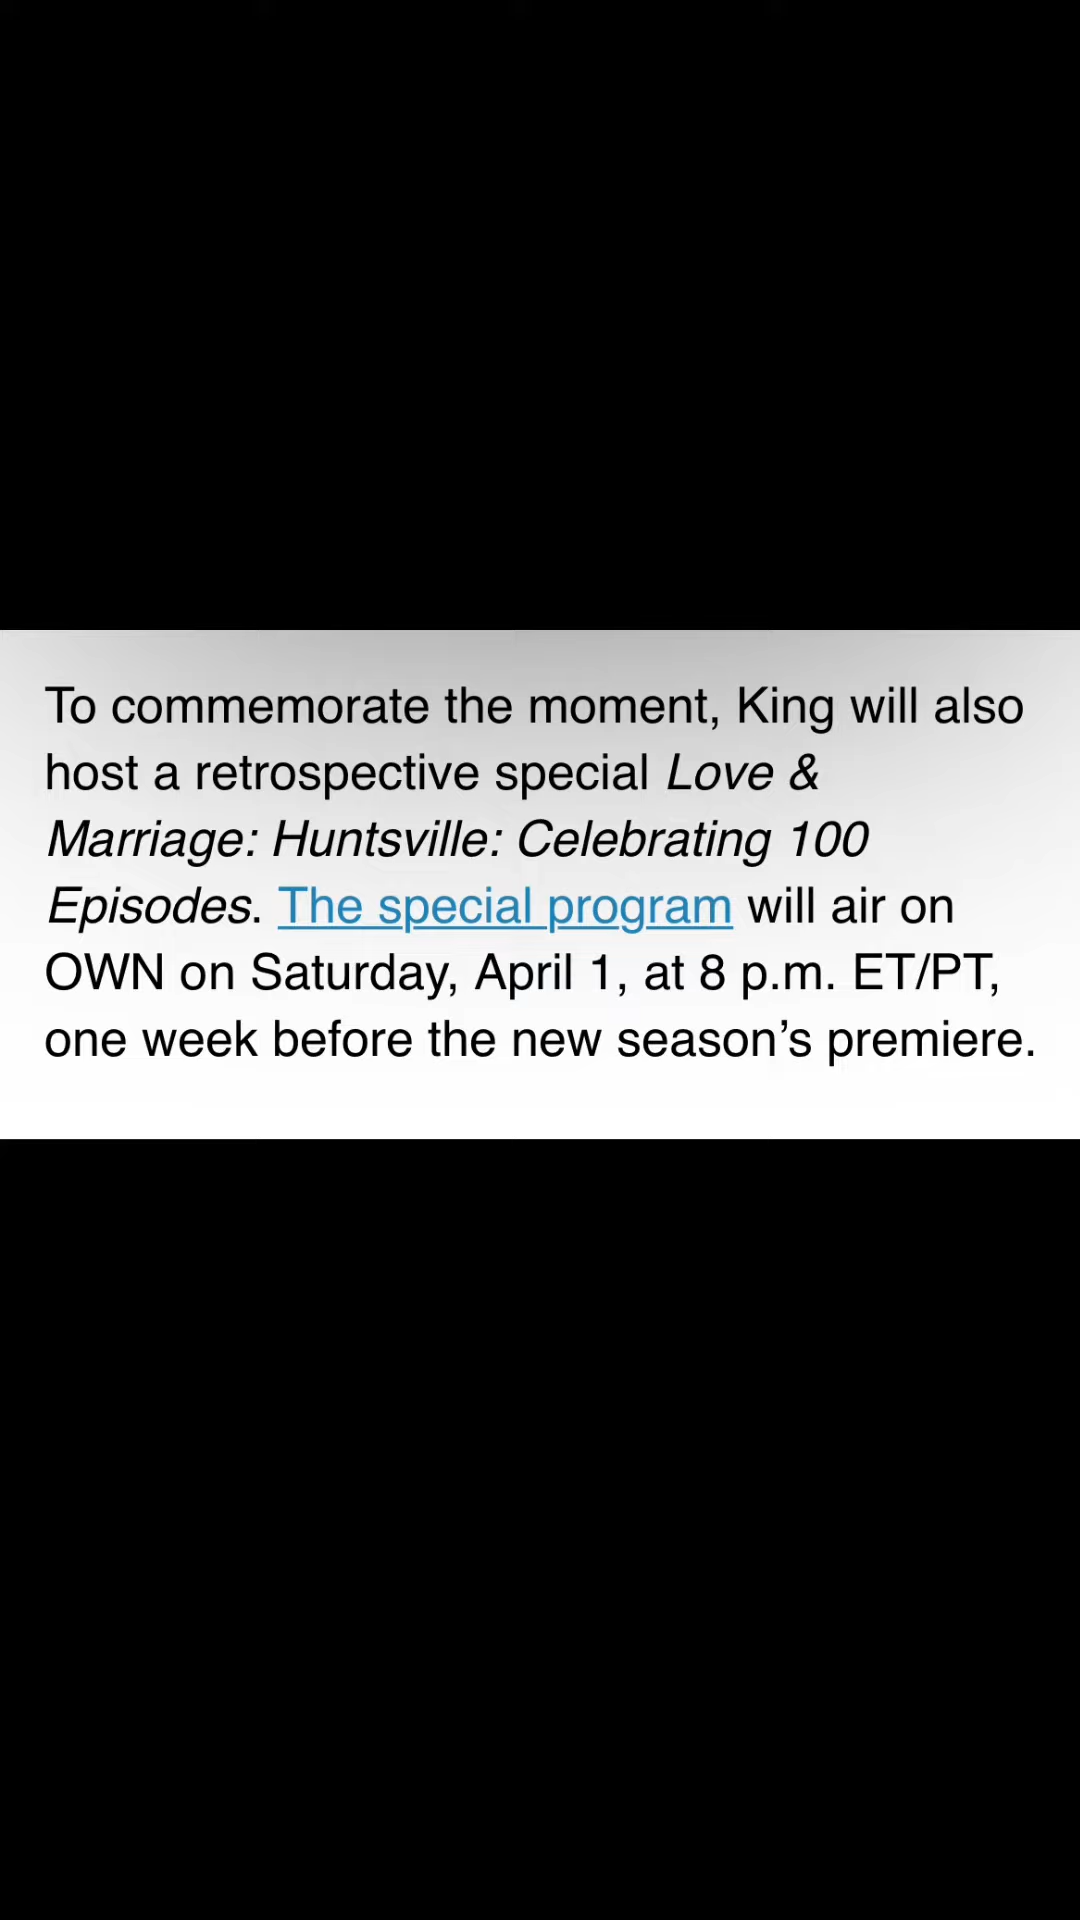 To commemorate the moment, King will also
host a retrospective special Love &
Marriage: Huntsville: Celebrating 100
Episodes. The special program will air on
OWN on Saturday, April 1, at 8 p.m. ET/PT,
one week before the new season’s premiere.